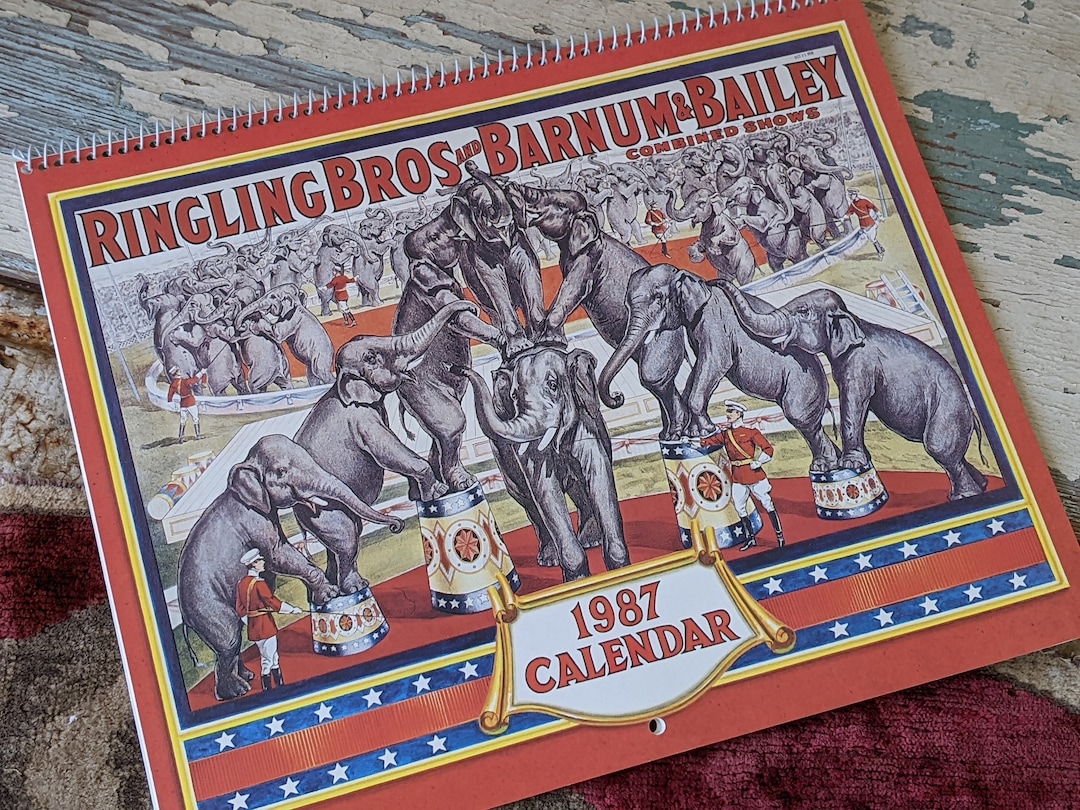 RINGLING BROS AND BARNUM & BAILEY
COMBINED SHOWS
1987
CALENDAR